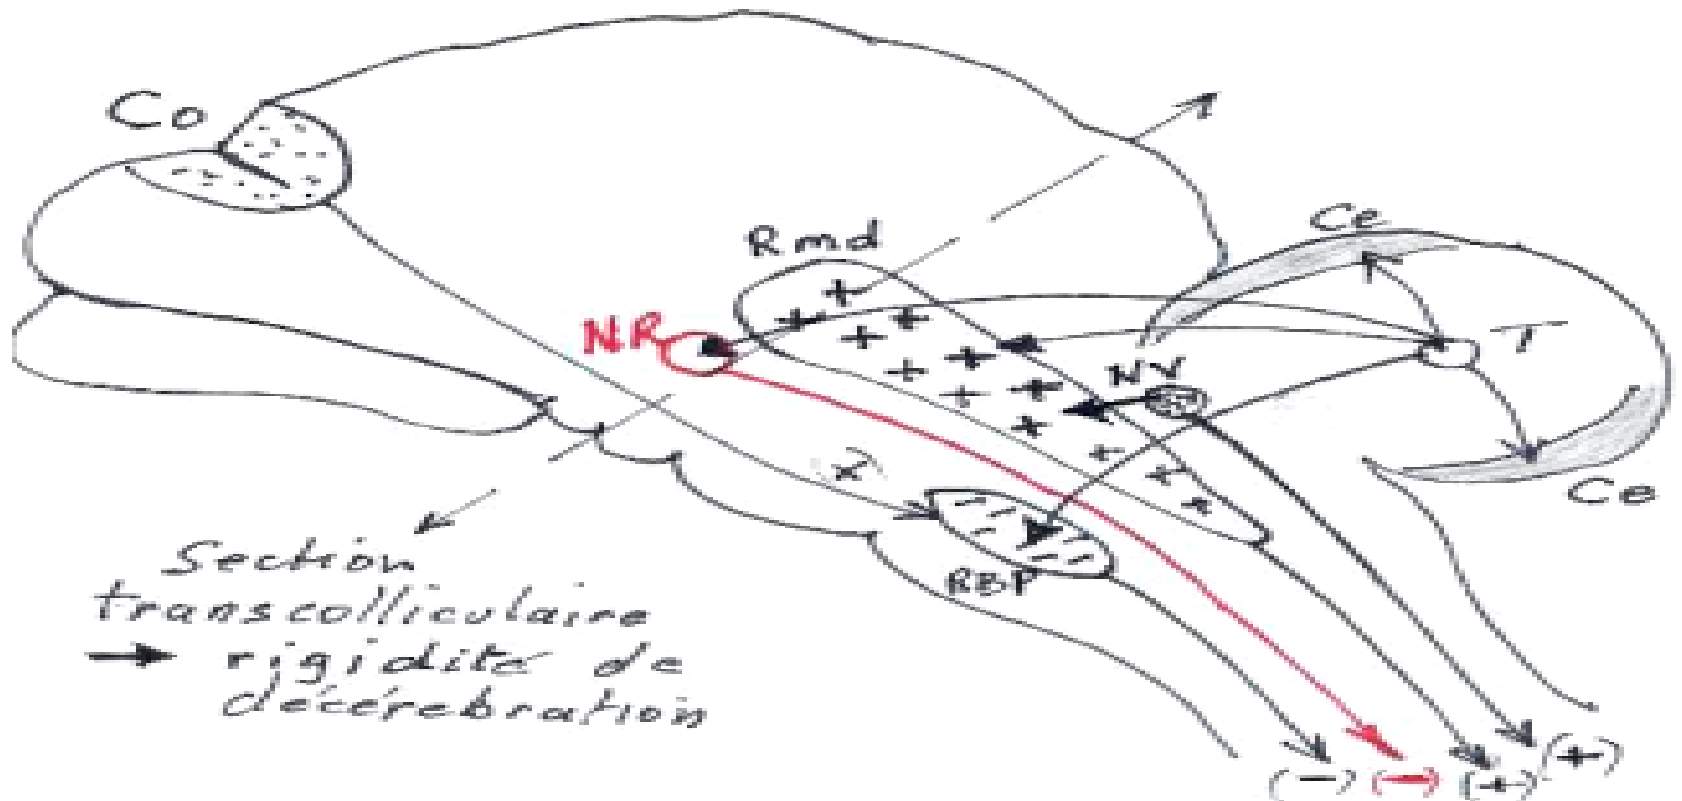 Co
Rmd
Ce
NR
T
NV
Ce
RBP
Section
transcolliculaire
→ rigidité de
décérébration
(-) (-) (+) (+)